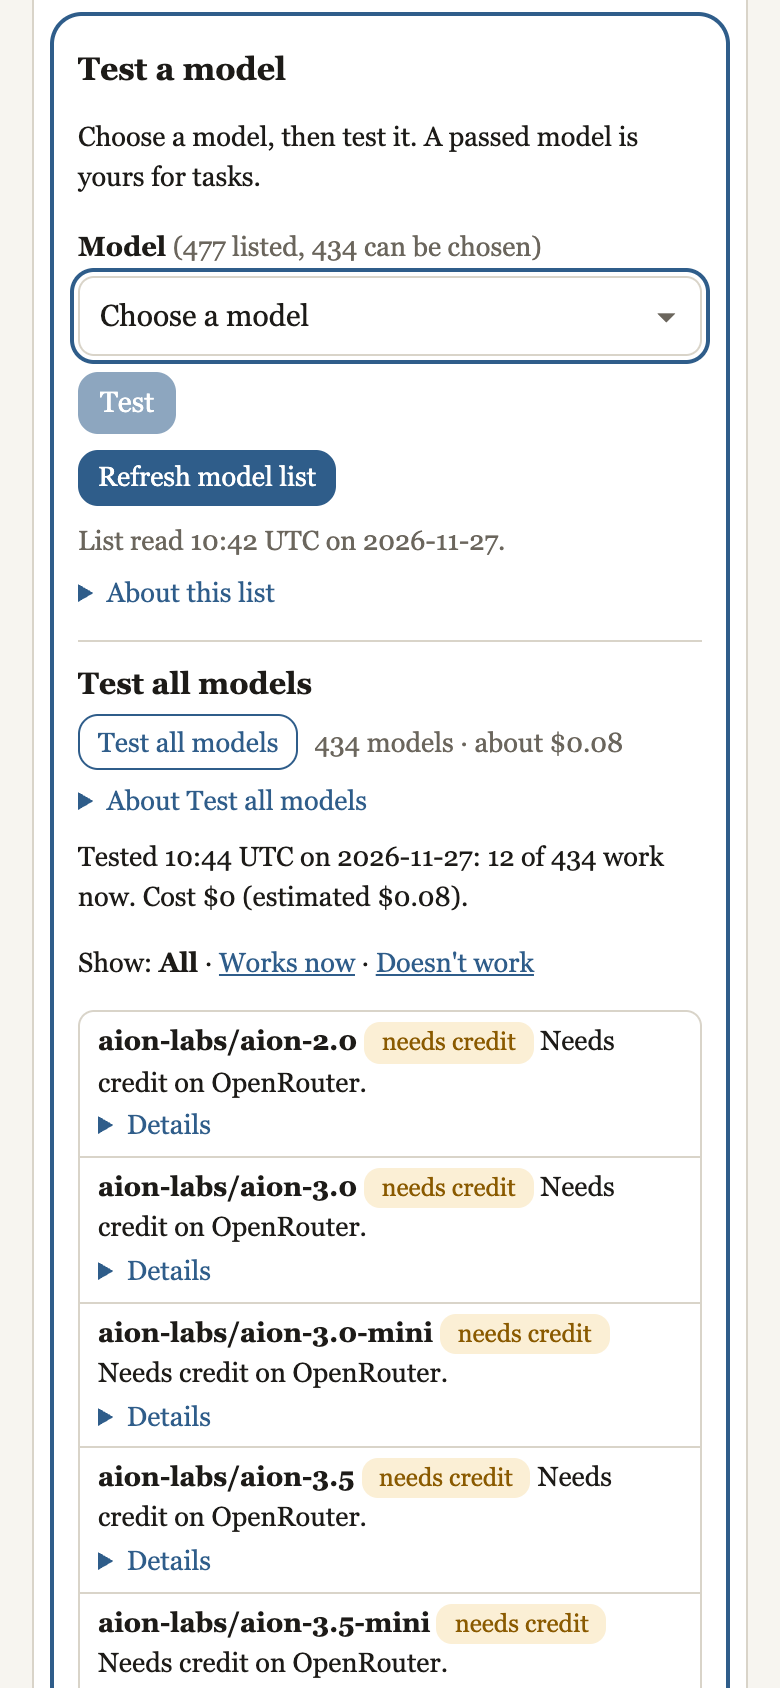 Test a model
Choose a model, then test it. A passed model is
yours for tasks.
Model (477 listed, 434 can be chosen)
Choose a model
Test
Refresh model list
List read 10:42 UTC on 2026-11-27.
About this list
Test all models
Test all models 434 models · about $0.08
About Test all models
Tested 10:44 UTC on 2026-11-27: 12 of 434 work
now. Cost $0 (estimated $0.08).
Show: All · Works now · Doesn't work
aion-labs/aion-2.0 needs credit Needs
credit on OpenRouter.
Details
aion-labs/aion-3.0 needs credit Needs
credit on OpenRouter.
Details
aion-labs/aion-3.0-mini needs credit
Needs credit on OpenRouter.
Details
aion-labs/aion-3.5 needs credit Needs
credit on OpenRouter.
Details
aion-labs/aion-3.5-mini needs credit
Needs credit on OpenRouter.